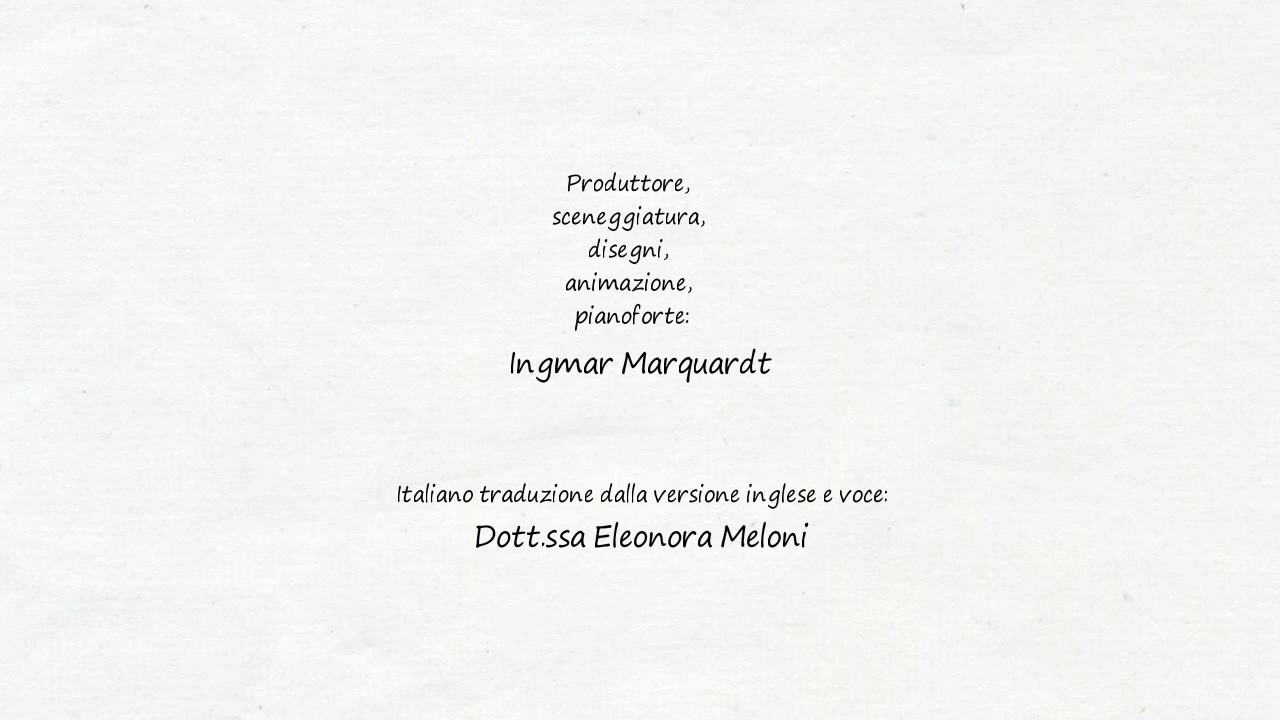 Produttore,
sceneggiatura,
disegni,
animazione,
pianoforte:
Ingmar Marquardt
Italiano traduzione dalla versione inglese e voce:
Dott.ssa Eleonora Meloni